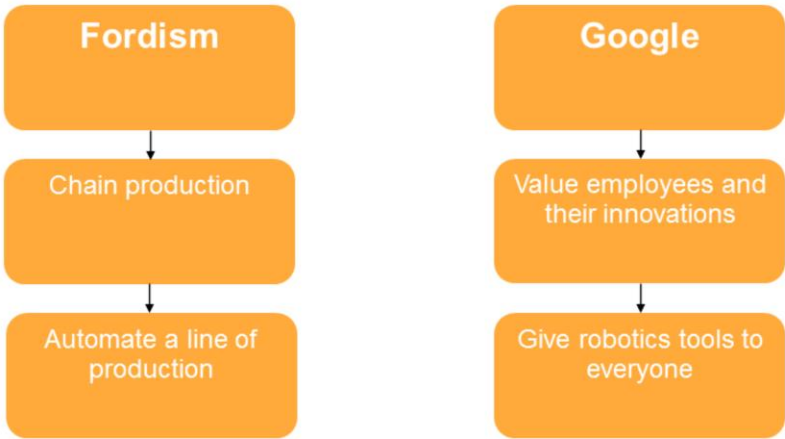 Fordism
Chain production
Automate a line of
production
Google
Value employees and
their innovations
Give robotics tools to
everyone